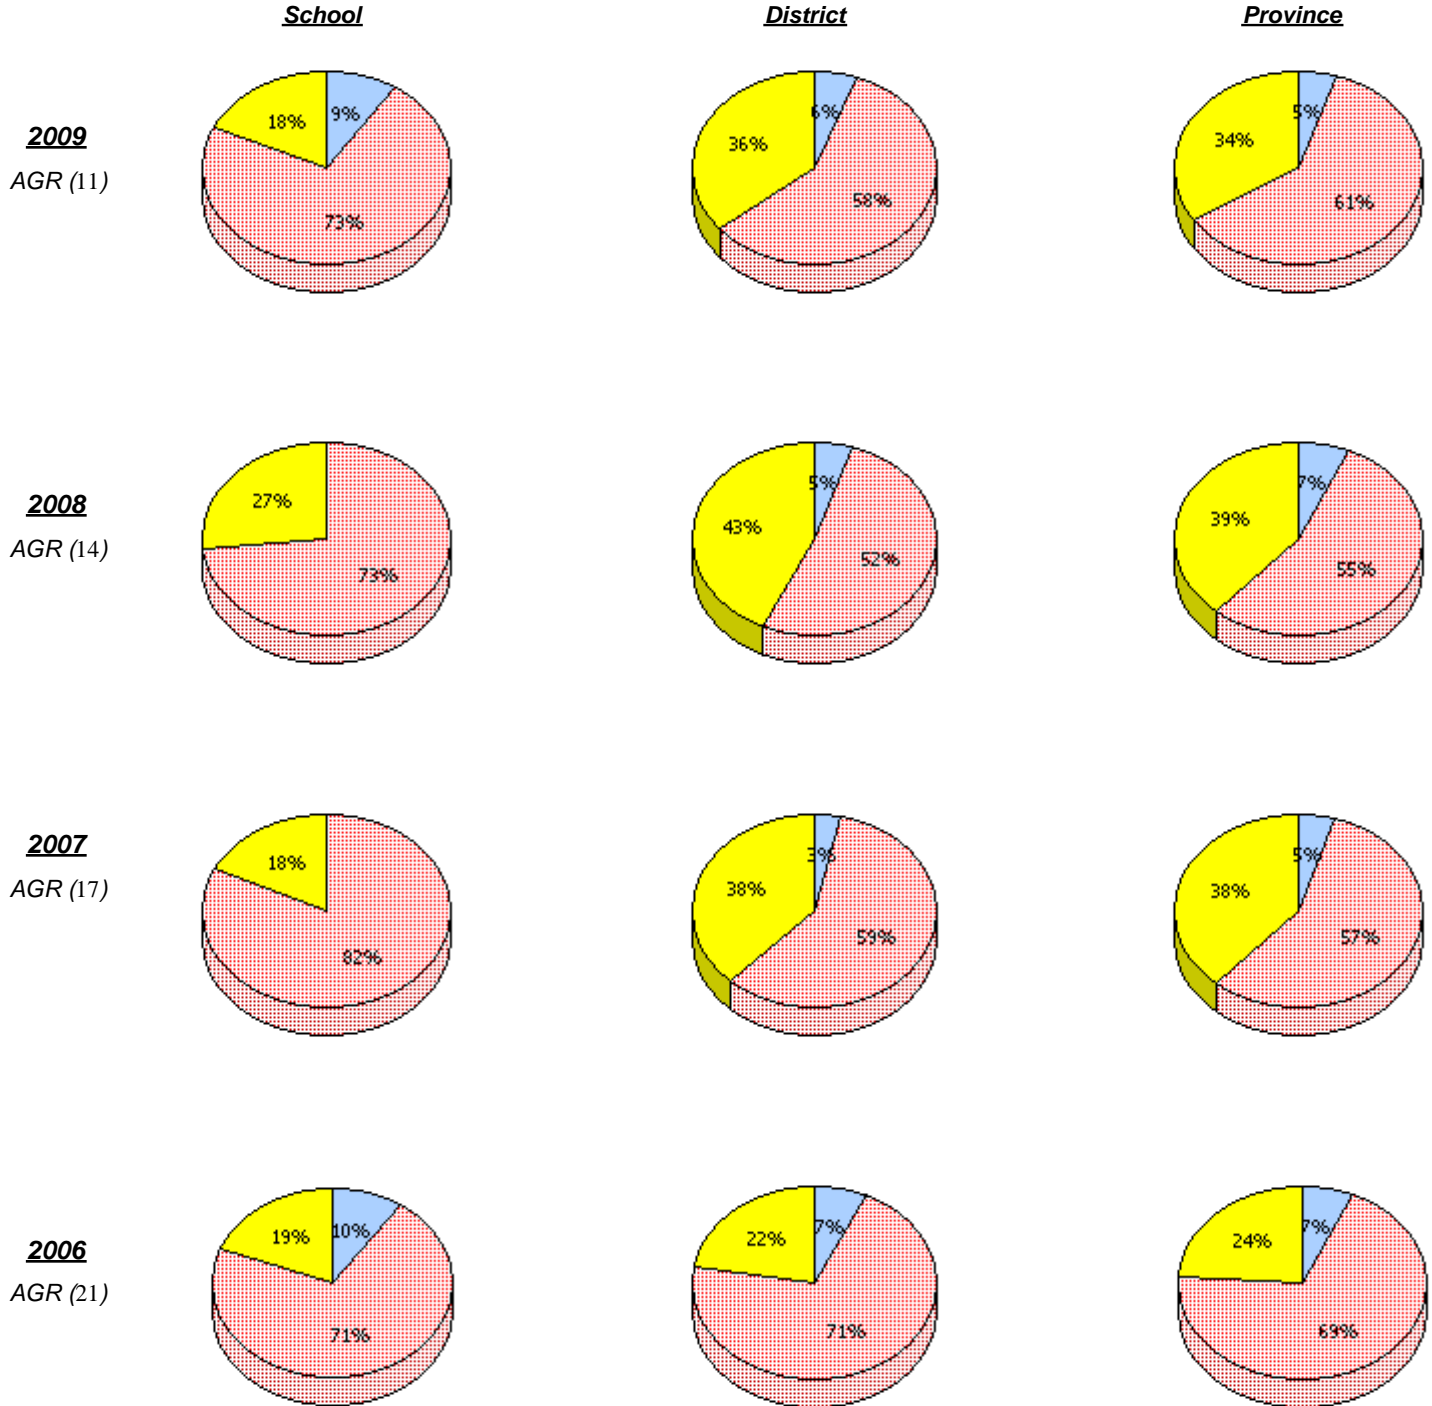 School District Province
18% 9% 36% 6% 34% 5%
2009
AGR (11)
73% 58% 61%
27% 43% 5% 39% 7%
2008
AGR (14)
73% 52% 55%
18% 38% 3% 38% 5%
2007
AGR (17)
82% 59% 57%
19% 10% 22% 7% 24% 7%
2006
AGR (21)
71% 71% 69%